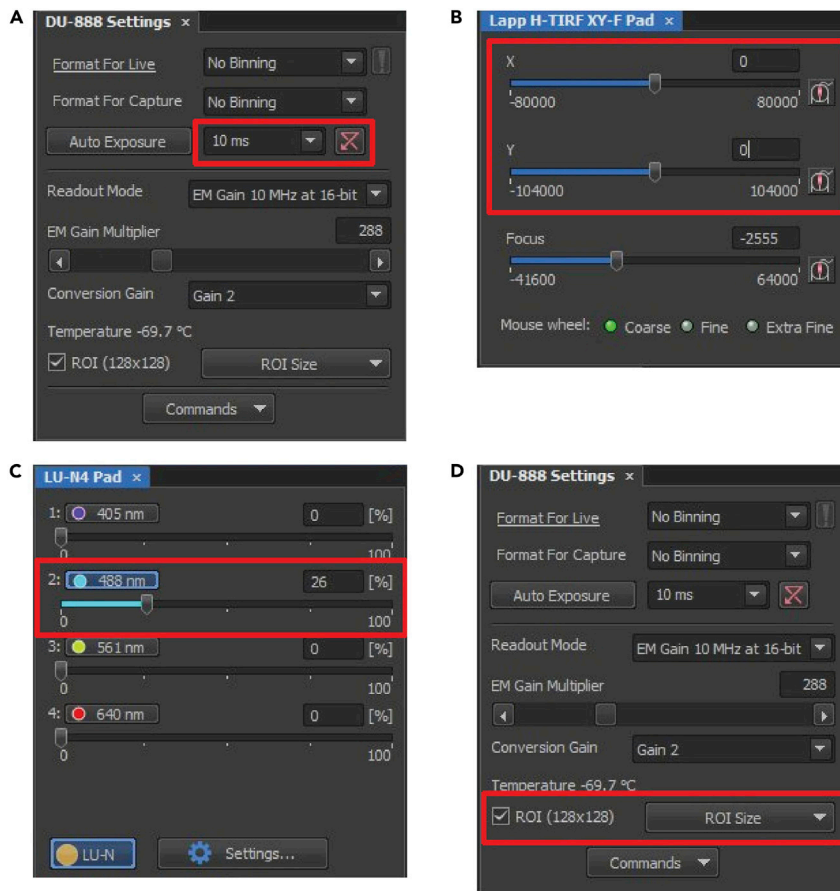 A
DU-888 Settings ×
Format For Live No Binning
Format For Capture No Binning
Auto Exposure 10 ms
Readout Mode EM Gain 10 MHz at 16-bit
EM Gain Multiplier 288
Conversion Gain Gain 2
Temperature -69.7 °C
ROI (128x128) ROI Size
Commands
B
Lapp H-TIRF XY-F Pad ×
X 0
-80000 80000
Y 0
-104000 104000
Focus -2555
-41600 64000
Mouse wheel: Coarse Fine Extra Fine
C
LU-N4 Pad ×
1: 405 nm 0 [%]
0 100
2: 488 nm 26 [%]
0 100
3: 561 nm 0 [%]
0 100
4: 640 nm 0 [%]
0 100
LU-N Settings...
D
DU-888 Settings ×
Format For Live No Binning
Format For Capture No Binning
Auto Exposure 10 ms
Readout Mode EM Gain 10 MHz at 16-bit
EM Gain Multiplier 288
Conversion Gain Gain 2
Temperature -69.7 °C
ROI (128x128) ROI Size
Commands